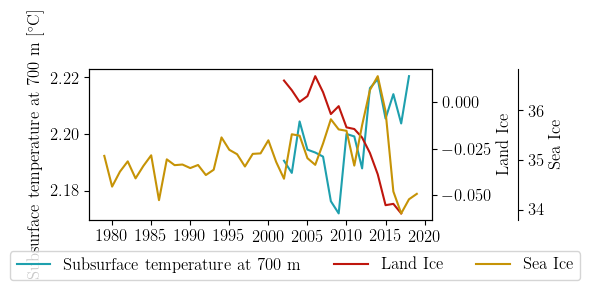 Subsurface temperature at 700 m [°C]
2.22
2.20
2.18
1980 1985 1990 1995 2000 2005 2010 2015 2020
0.000
−0.025
−0.050
Land Ice
36
35
34
Sea Ice
Subsurface temperature at 700 m Land Ice Sea Ice